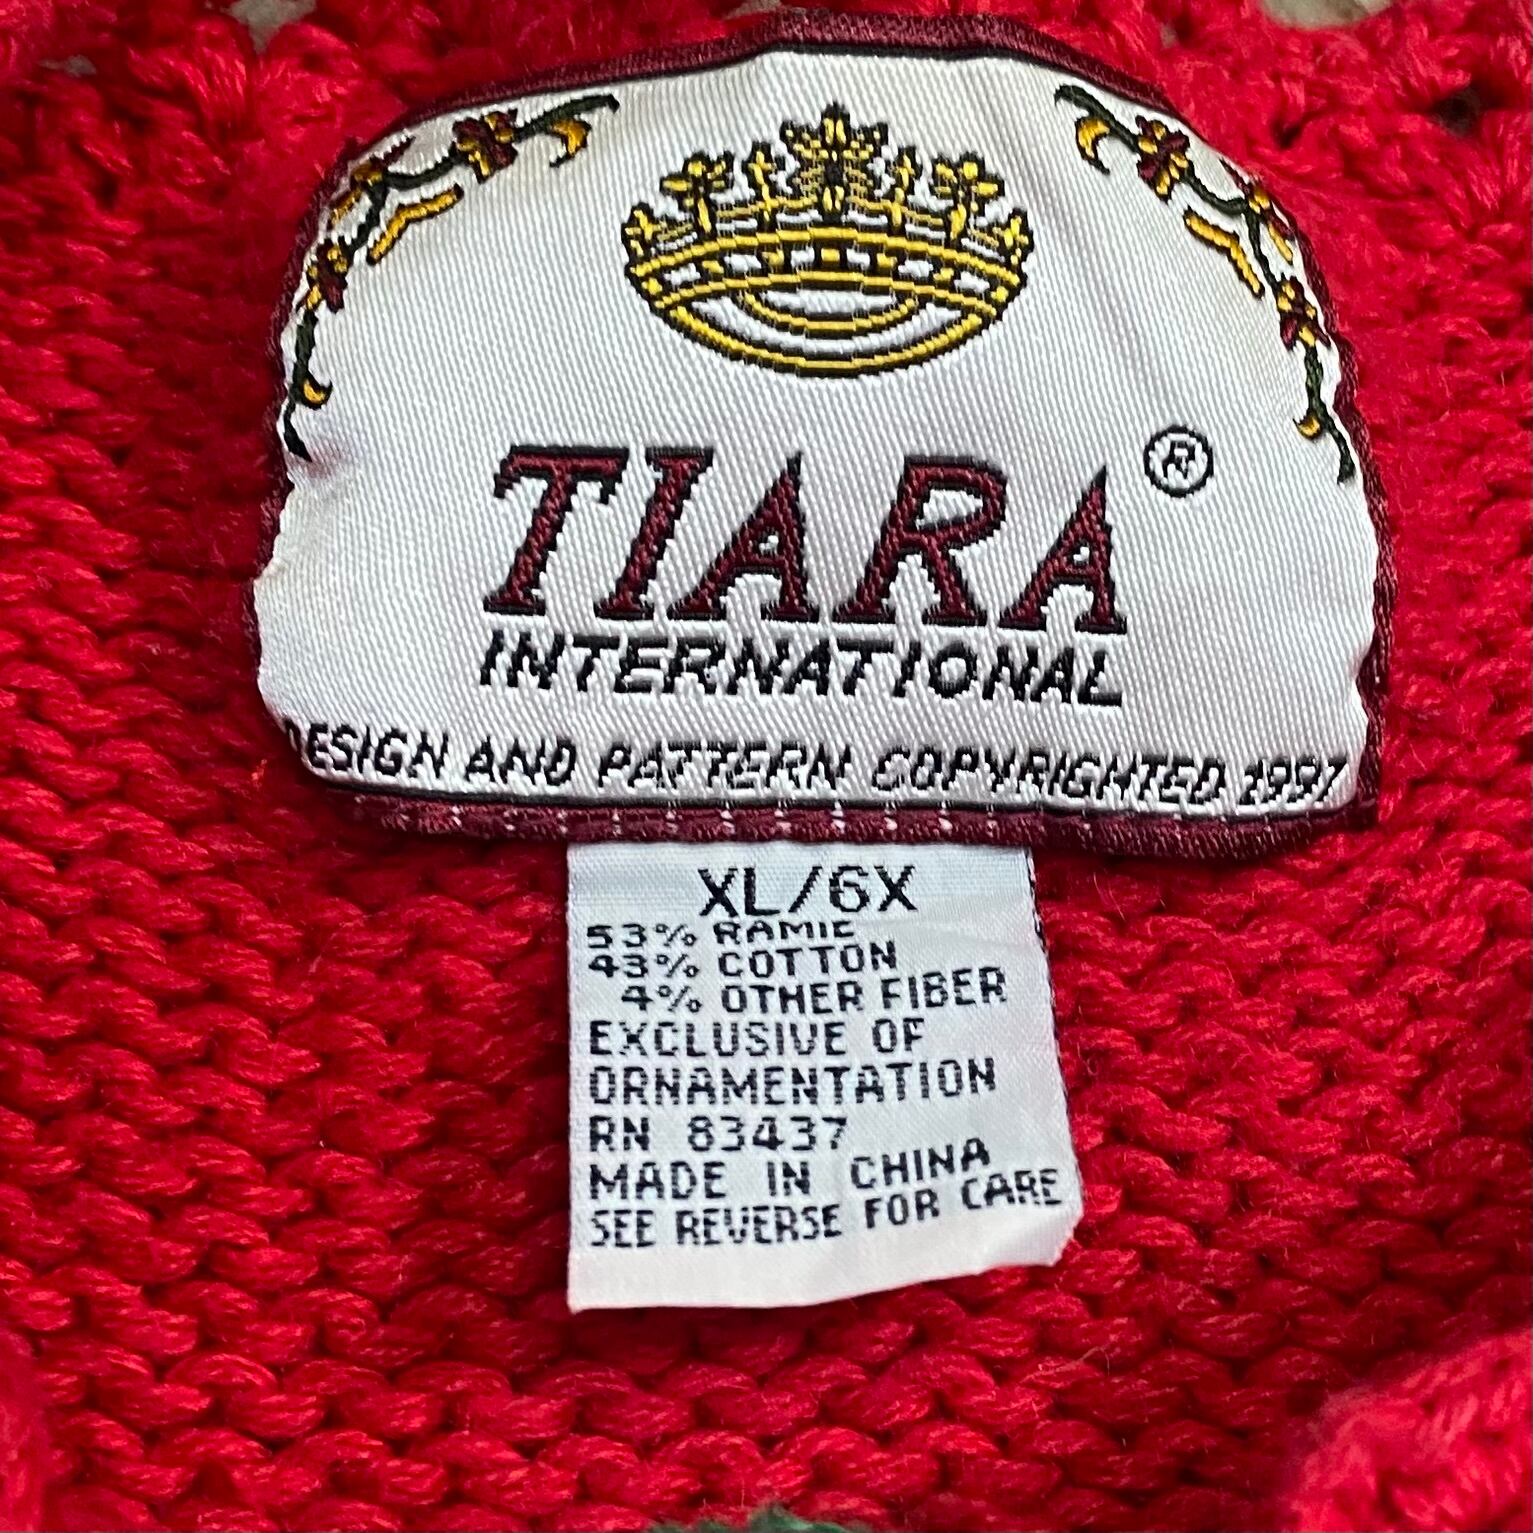 TIARA ®
INTERNATIONAL
DESIGN AND PATTERN COPYRIGHTED 1997
XL/6X
53% RAMIE
43% COTTON
4% OTHER FIBER
EXCLUSIVE OF
ORNAMENTATION
RN 83437
MADE IN CHINA
SEE REVERSE FOR CARE